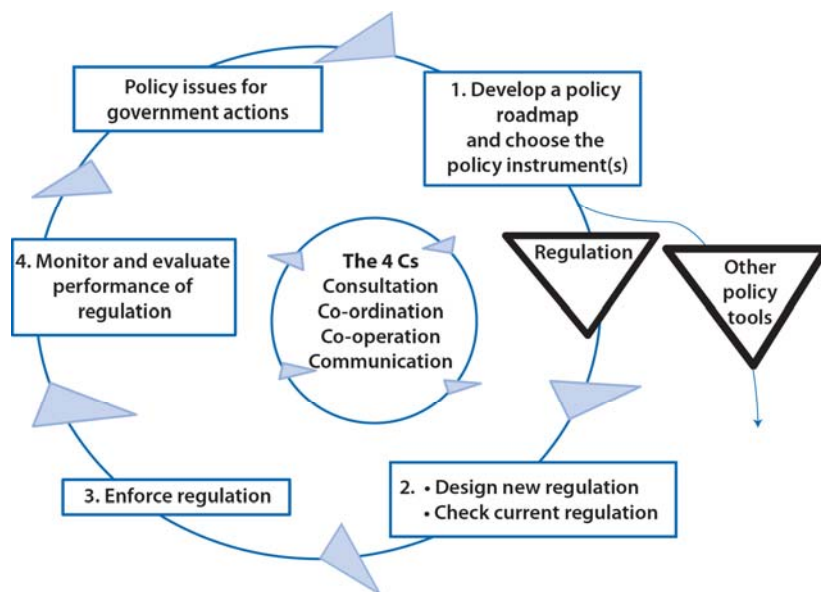 Policy issues for
government actions
1. Develop a policy
roadmap
and choose the
policy instrument(s)
Regulation
Other
policy
tools
2. • Design new regulation
• Check current regulation
3. Enforce regulation
4. Monitor and evaluate
performance of
regulation
The 4 Cs
Consultation
Co-ordination
Co-operation
Communication